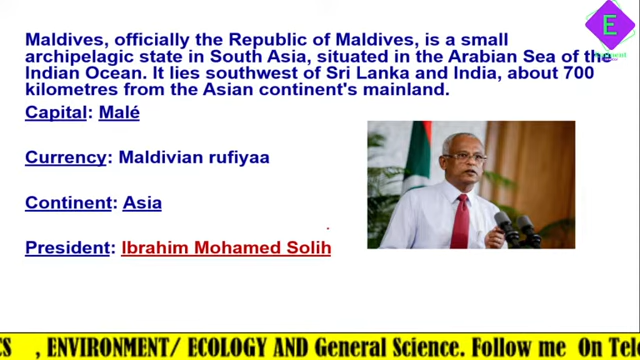 Maldives, officially the Republic of Maldives, is a small
archipelagic state in South Asia, situated in the Arabian Sea of the
Indian Ocean. It lies southwest of Sri Lanka and India, about 700
kilometres from the Asian continent's mainland.
Capital: Malé
Currency: Maldivian rufiyaa
Continent: Asia
President: Ibrahim Mohamed Solih
E
, ENVIRONMENT/ ECOLOGY AND General Science. Follow me On